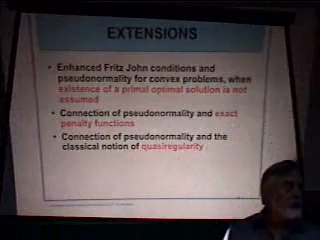 EXTENSIONS
• Enhanced Fritz John conditions and
pseudonormality for convex problems, when
existence of a primal optimal solution is not
assumed
• Connection of pseudonormality and exact
penalty functions
• Connection of pseudonormality and the
classical notion of quasiregularity